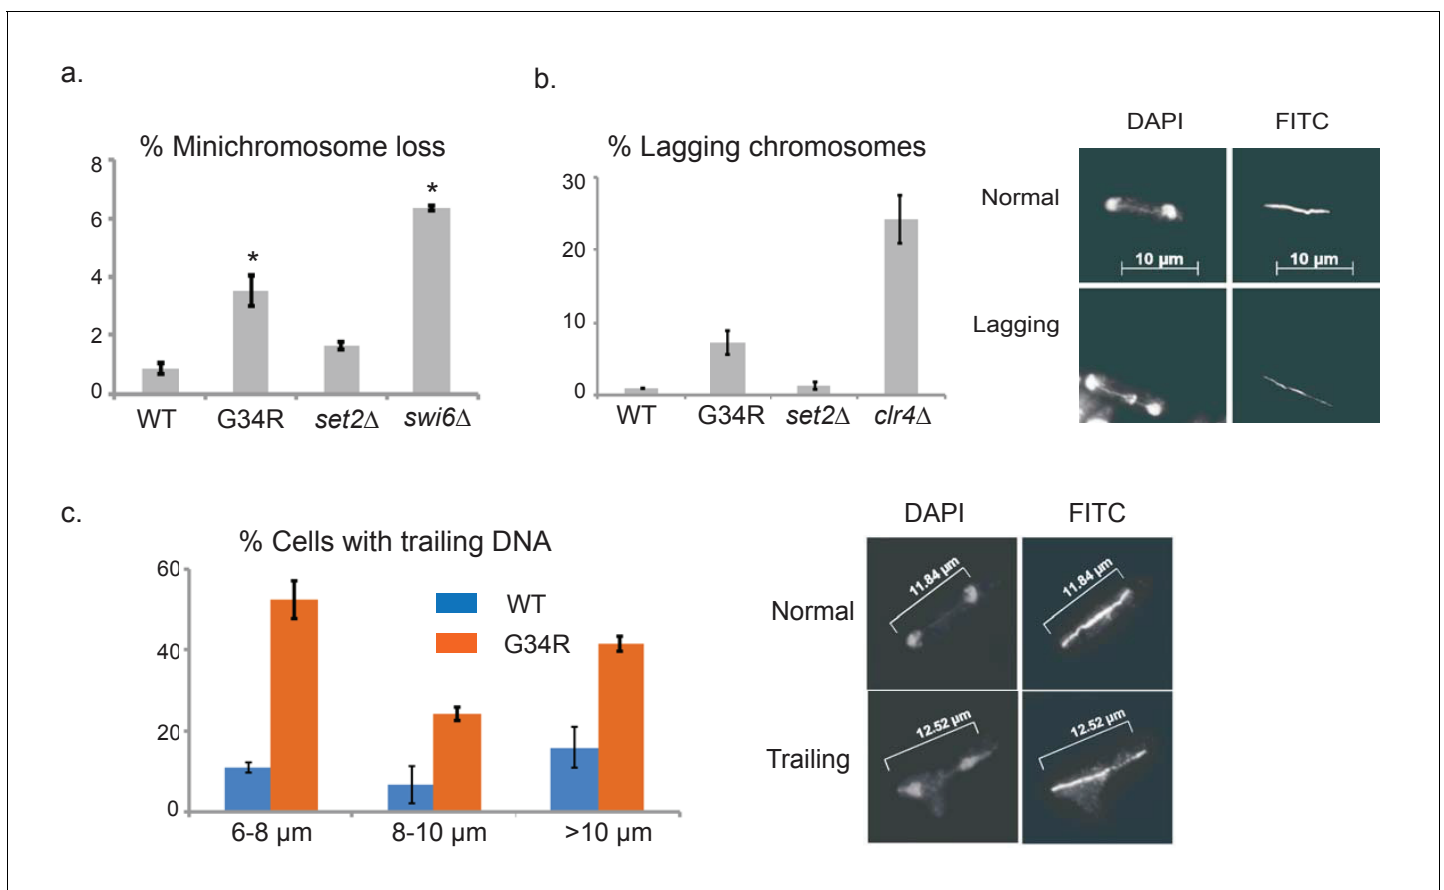 a.
% Minichromosome loss
8
6
4
2
0
*
*
WT G34R set2Δ swi6Δ
b.
% Lagging chromosomes
30
20
10
0
WT G34R set2Δ clr4Δ
DAPI FITC
Normal
10 µm 10 µm
Lagging
c.
% Cells with trailing DNA
60
40
20
0
WT
G34R
6-8 µm 8-10 µm >10 µm
DAPI FITC
Normal
11.84 µm 11.84 µm
Trailing
12.52 µm 12.52 µm